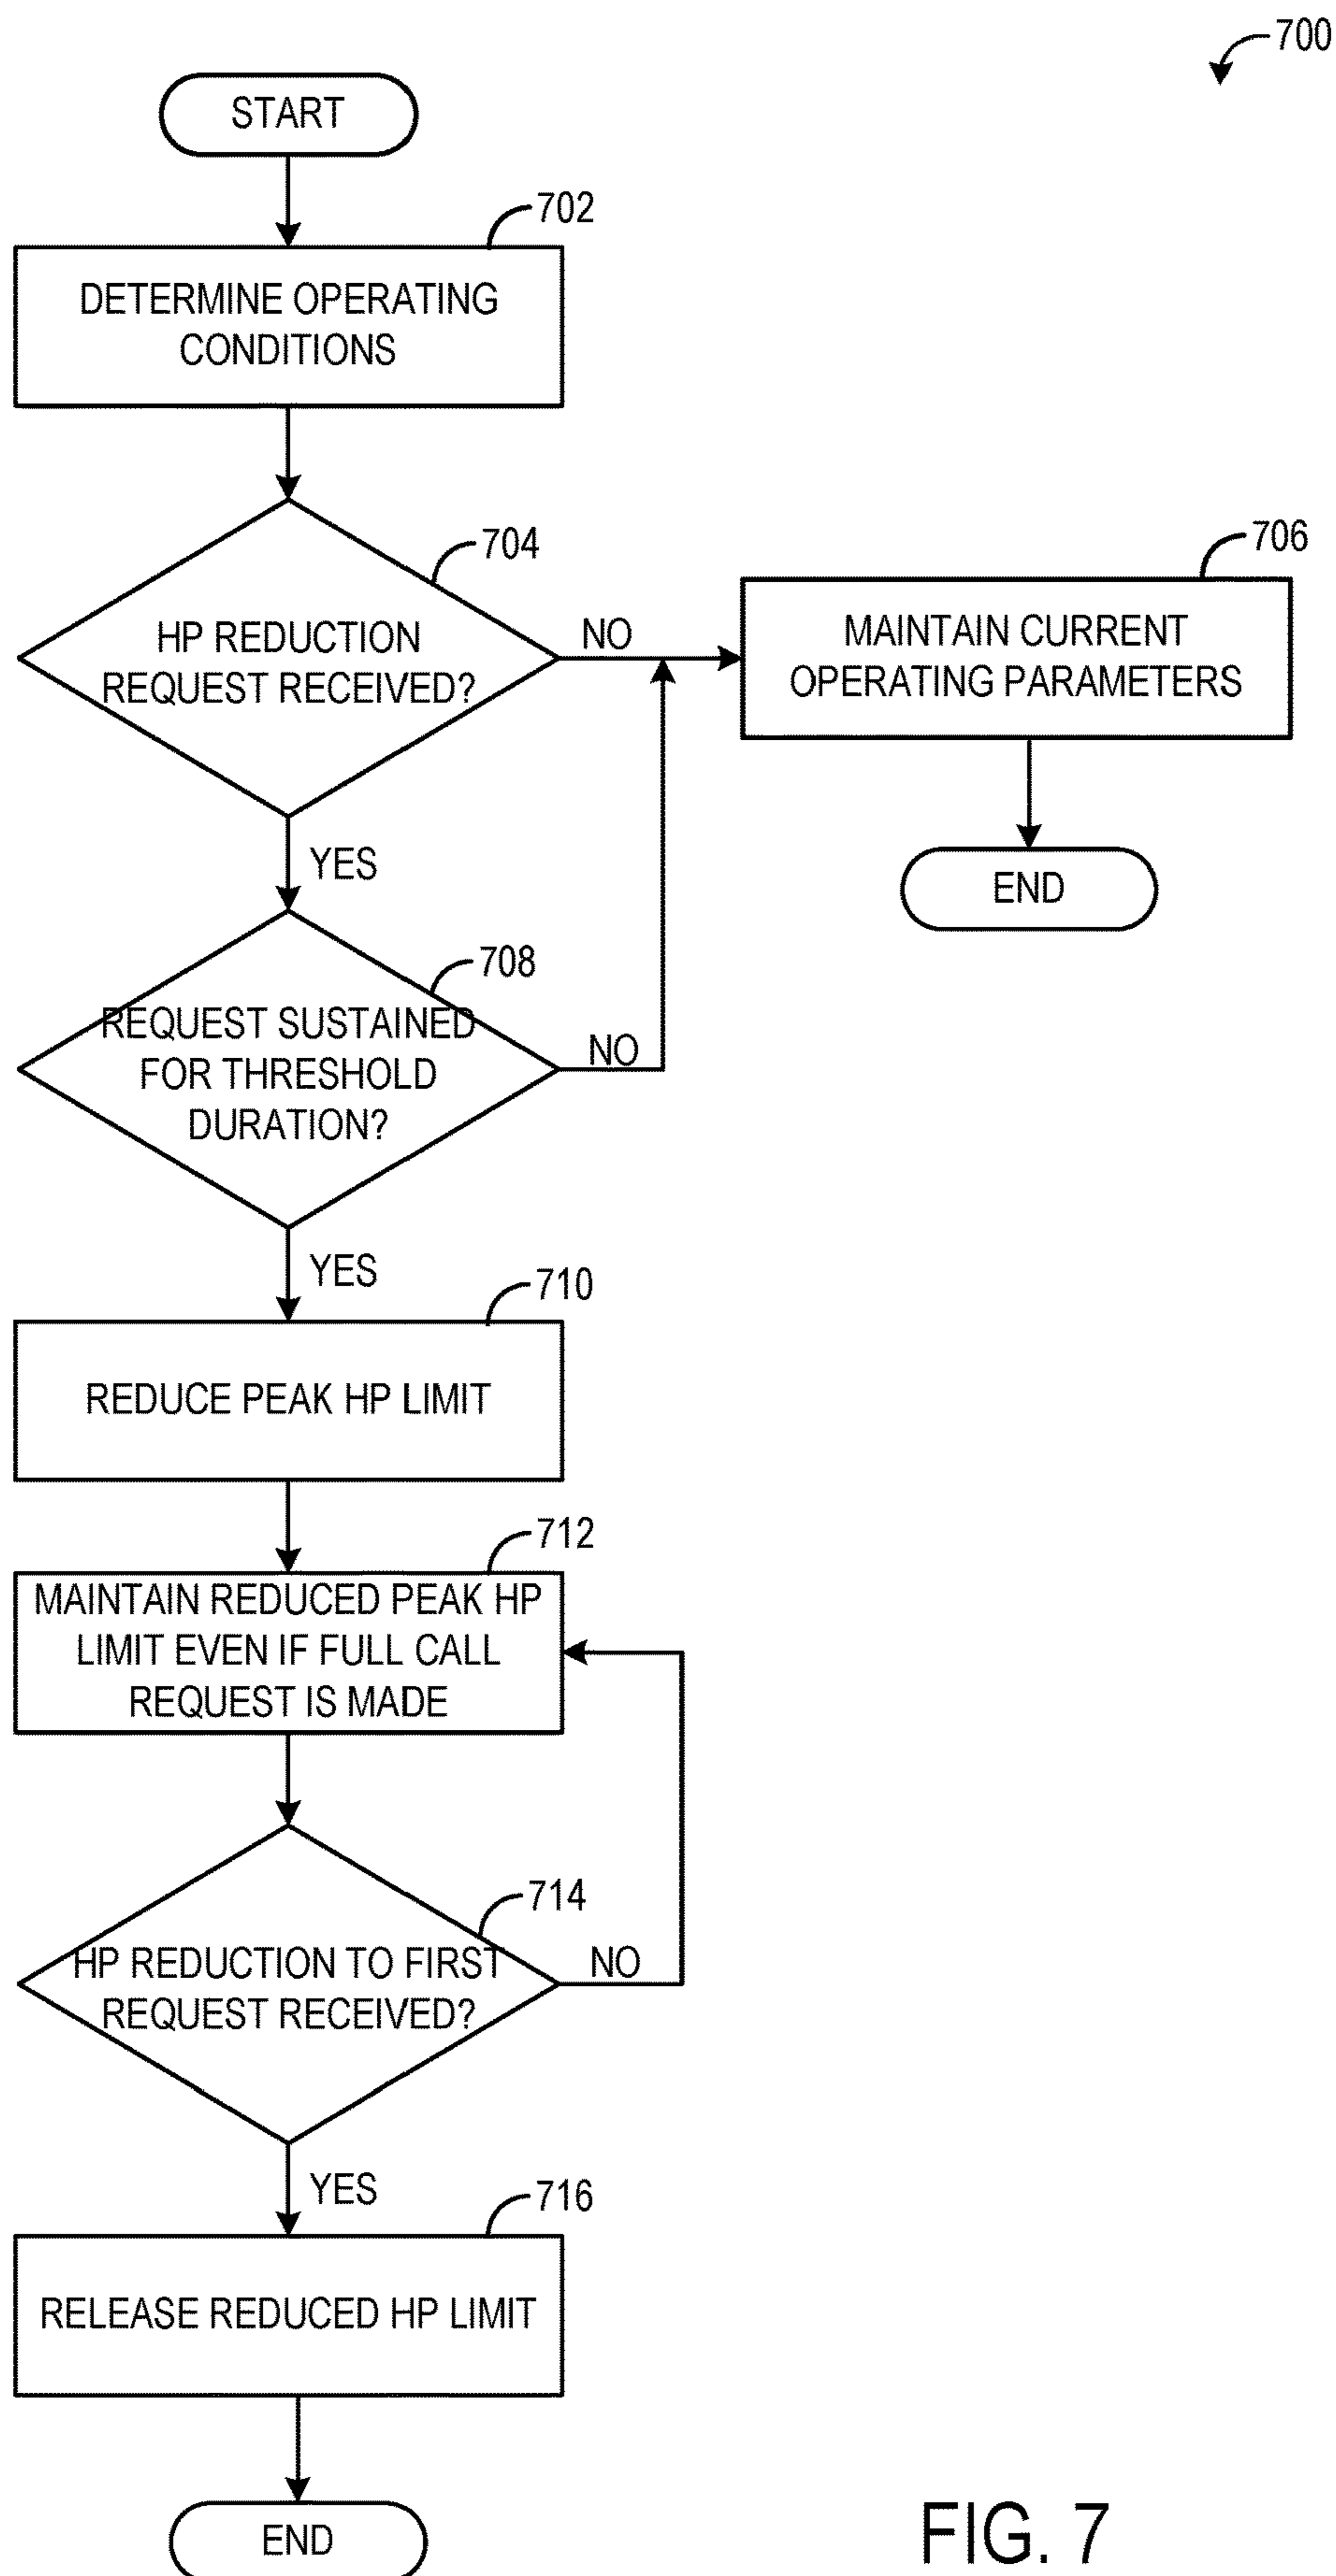 700
START
702
DETERMINE OPERATING
CONDITIONS
704
HP REDUCTION
REQUEST RECEIVED?
NO
706
MAINTAIN CURRENT
OPERATING PARAMETERS
END
YES
708
REQUEST SUSTAINED
FOR THRESHOLD
DURATION?
NO
YES
710
REDUCE PEAK HP LIMIT
712
MAINTAIN REDUCED PEAK HP
LIMIT EVEN IF FULL CALL
REQUEST IS MADE
714
HP REDUCTION TO FIRST
REQUEST RECEIVED?
NO
YES
716
RELEASE REDUCED HP LIMIT
END
FIG. 7